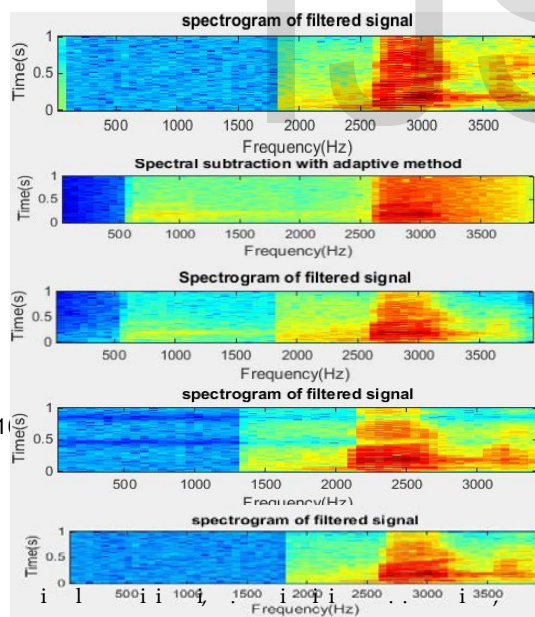 spectrogram of filtered signal
Time(s)
1
0.5
0
500 1000 1500 2000 2500 3000 3500
Frequency(Hz)
Spectral subtraction with adaptive method
Time(s)
1
0.5
0
500 1000 1500 2000 2500 3000 3500
Frequency(Hz)
Spectrogram of filtered signal
Time(s)
1
0.5
0
500 1000 1500 2000 2500 3000 3500
Frequency(Hz)
spectrogram of filtered signal
Time(s)
1
0.5
0
500 1000 1500 2000 2500 3000 3500
Frequency(Hz)
spectrogram of filtered signal
Time(s)
1
0.5
0
500 1000 1500 2000 2500 3000 3500
Frequency(Hz)